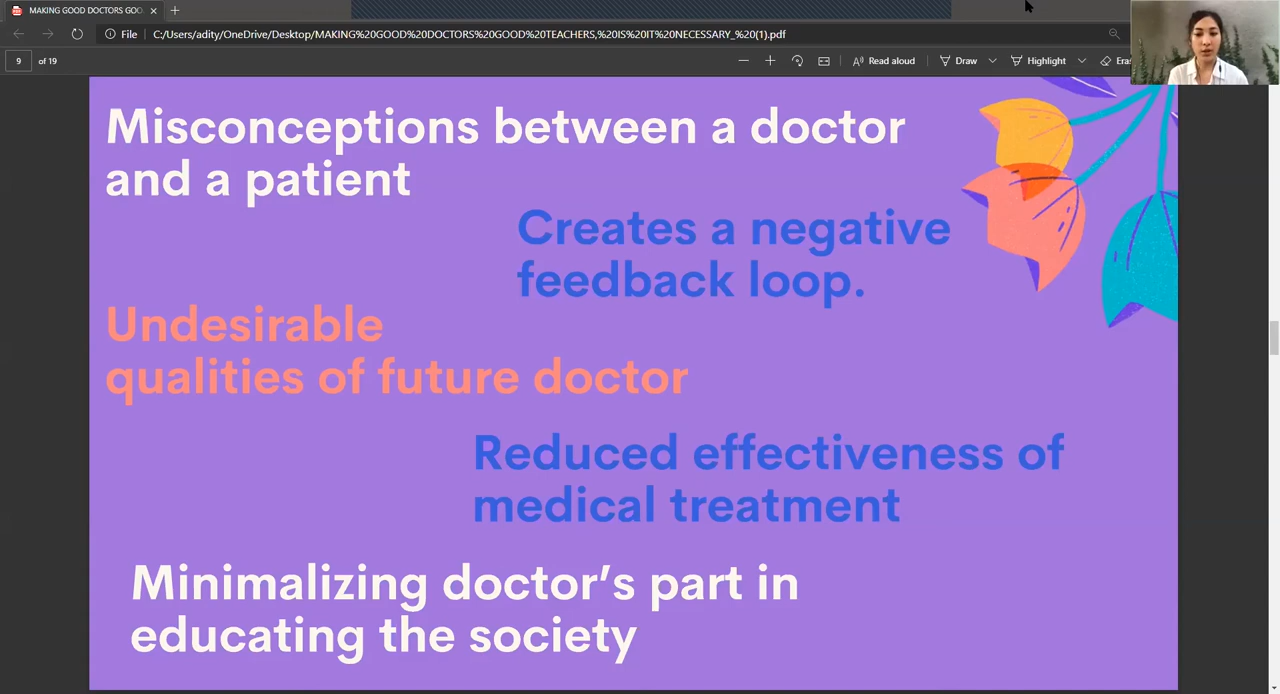 MAKING GOOD DOCTORS GOO
File
C:/Users/adity/OneDrive/Desktop/MAKING%20GOOD%20DOCTORS%20GOOD%20TEACHERS,%20IS%20IT%20NECESSARY_%20(1).pdf
9 of 19
Read aloud
Draw
Highlight
Eras
Misconceptions between a doctor
and a patient
Creates a negative
feedback loop.
Undesirable
qualities of future doctor
Reduced effectiveness of
medical treatment
Minimalizing doctor’s part in
educating the society